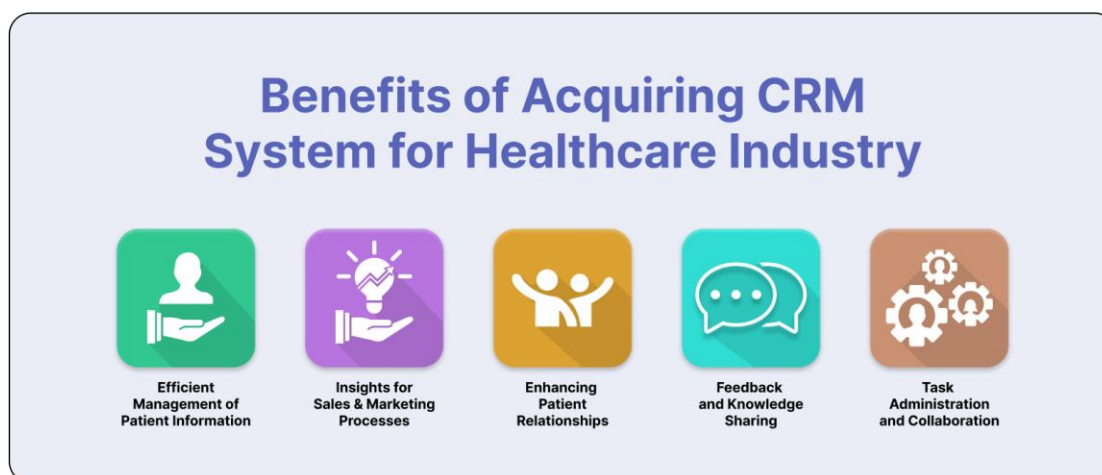 Benefits of Acquiring CRM
System for Healthcare Industry
Efficient
Management of
Patient Information
Insights for
Sales & Marketing
Processes
Enhancing
Patient
Relationships
Feedback
and Knowledge
Sharing
Task
Administration
and Collaboration